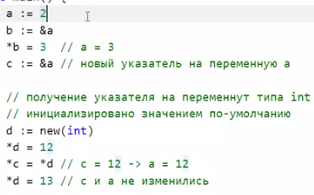 main() {
a := 2
b := &a
*b = 3 // a = 3
c := &a // новый указатель на переменную а
// получение указателя на переменнут типа int
// инициализировано значением по-умолчанию
d := new(int)
*d = 12
*c = *d // c = 12 -> a = 12
*d = 13 // c и а не изменились